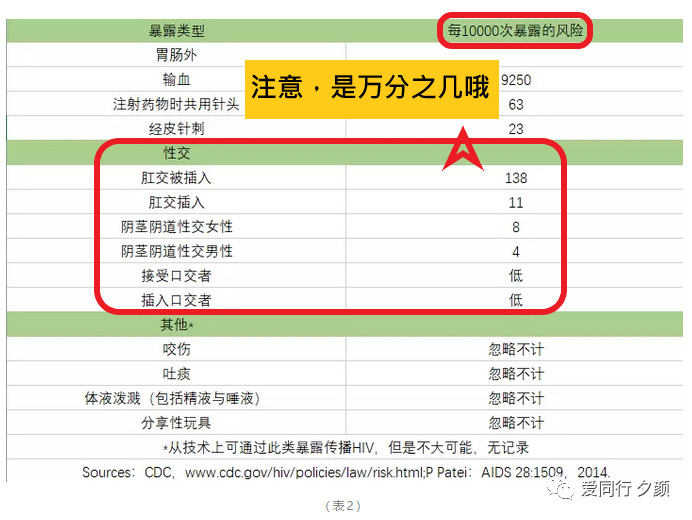 暴露类型 每10000次暴露的风险
胃肠外
输血 9250
注意，是万分之几哦
注射药物时共用针头 63
经皮针刺 23
性交
肛交被插入 138
肛交插入 11
阴茎阴道性交女性 8
阴茎阴道性交男性 4
接受口交者 低
插入口交者 低
其他*
咬伤 忽略不计
吐痰 忽略不计
体液泼溅（包括精液与唾液） 忽略不计
分享性玩具 忽略不计
*从技术上可通过此类暴露传播HIV，但是不大可能，无记录
Sources：CDC，www.cdc.gov/hiv/policies/law/risk.html;P Patei：AIDS 28:1509，2014.
爱同行 夕颜
（表2）